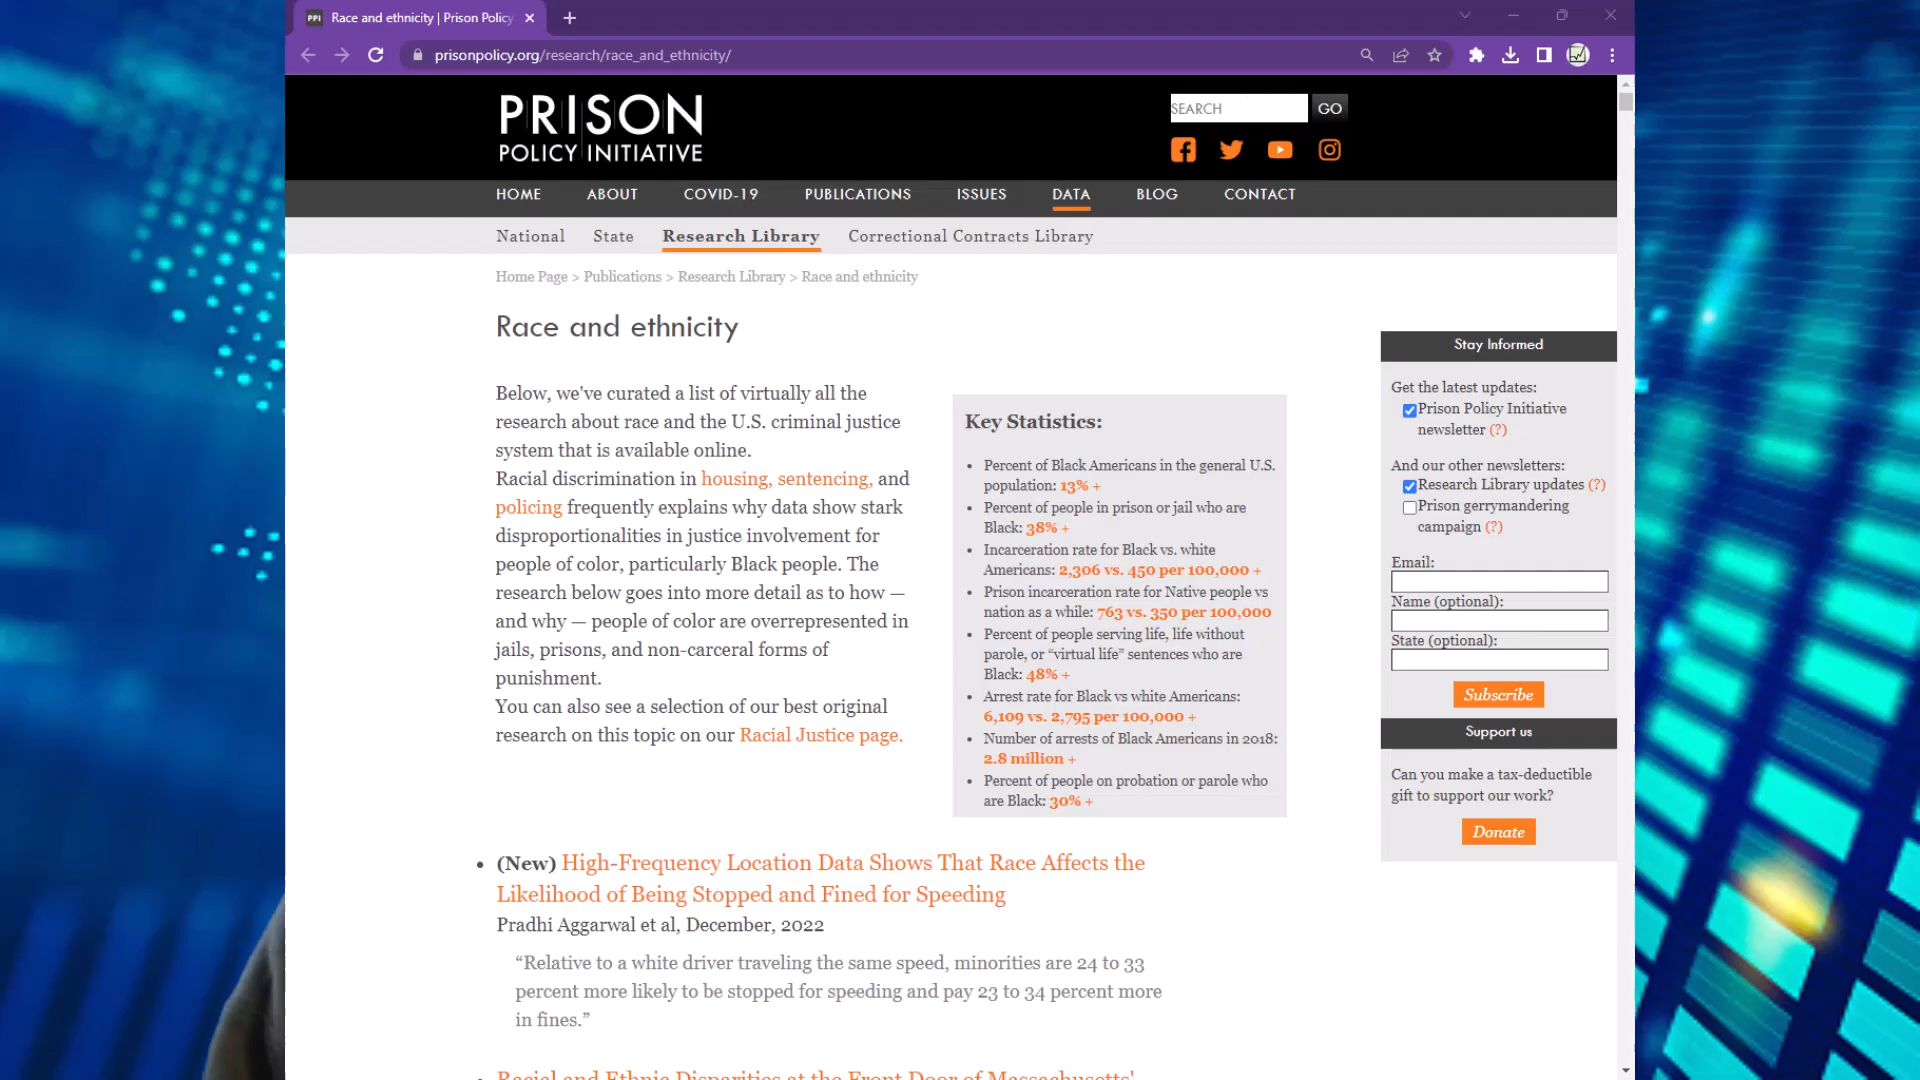 PPI Race and ethnicity | Prison Policy
prisonpolicy.org/research/race_and_ethnicity/
PRISON
POLICY INITIATIVE
SEARCH GO
HOME ABOUT COVID-19 PUBLICATIONS ISSUES DATA BLOG CONTACT
National State Research Library Correctional Contracts Library
Home Page > Publications > Research Library > Race and ethnicity
Race and ethnicity
Below, we've curated a list of virtually all the
research about race and the U.S. criminal justice
system that is available online.
Racial discrimination in housing, sentencing, and
policing frequently explains why data show stark
disproportionalities in justice involvement for
people of color, particularly Black people. The
research below goes into more detail as to how —
and why — people of color are overrepresented in
jails, prisons, and non-carceral forms of
punishment.
You can also see a selection of our best original
research on this topic on our Racial Justice page.
Key Statistics:
• Percent of Black Americans in the general U.S.
population: 13% +
• Percent of people in prison or jail who are
Black: 38% +
• Incarceration rate for Black vs. white
Americans: 2,306 vs. 450 per 100,000 +
• Prison incarceration rate for Native people vs
nation as a while: 763 vs. 350 per 100,000
• Percent of people serving life, life without
parole, or “virtual life” sentences who are
Black: 48% +
• Arrest rate for Black vs white Americans:
6,109 vs. 2,795 per 100,000 +
• Number of arrests of Black Americans in 2018:
2.8 million +
• Percent of people on probation or parole who
are Black: 30% +
Stay Informed
Get the latest updates:
Prison Policy Initiative
newsletter (?)
And our other newsletters:
Research Library updates (?)
Prison gerrymandering
campaign (?)
Email:
Name (optional):
State (optional):
Subscribe
Support us
Can you make a tax-deductible
gift to support our work?
Donate
• (New) High-Frequency Location Data Shows That Race Affects the
Likelihood of Being Stopped and Fined for Speeding
Pradhi Aggarwal et al, December, 2022
“Relative to a white driver traveling the same speed, minorities are 24 to 33
percent more likely to be stopped for speeding and pay 23 to 34 percent more
in fines.”
• Racial and Ethnic Disparities at the Front Door of Massachusetts'